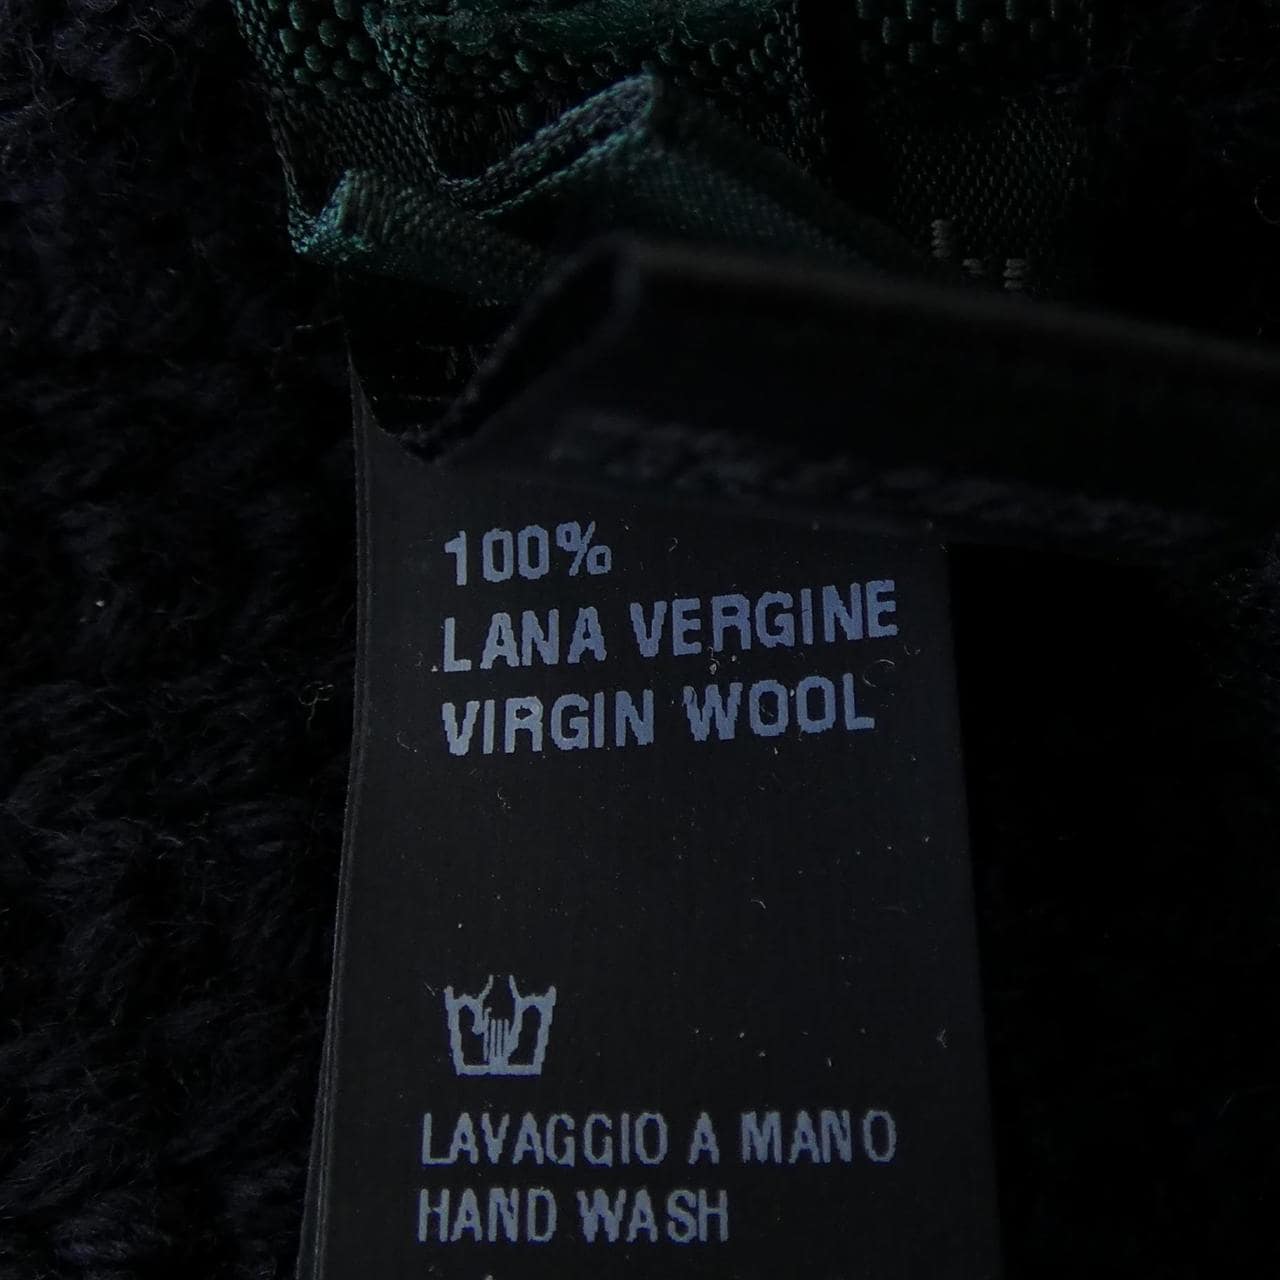 100%
LANA VERGINE
VIRGIN WOOL
LAVAGGIO A MANO
HAND WASH